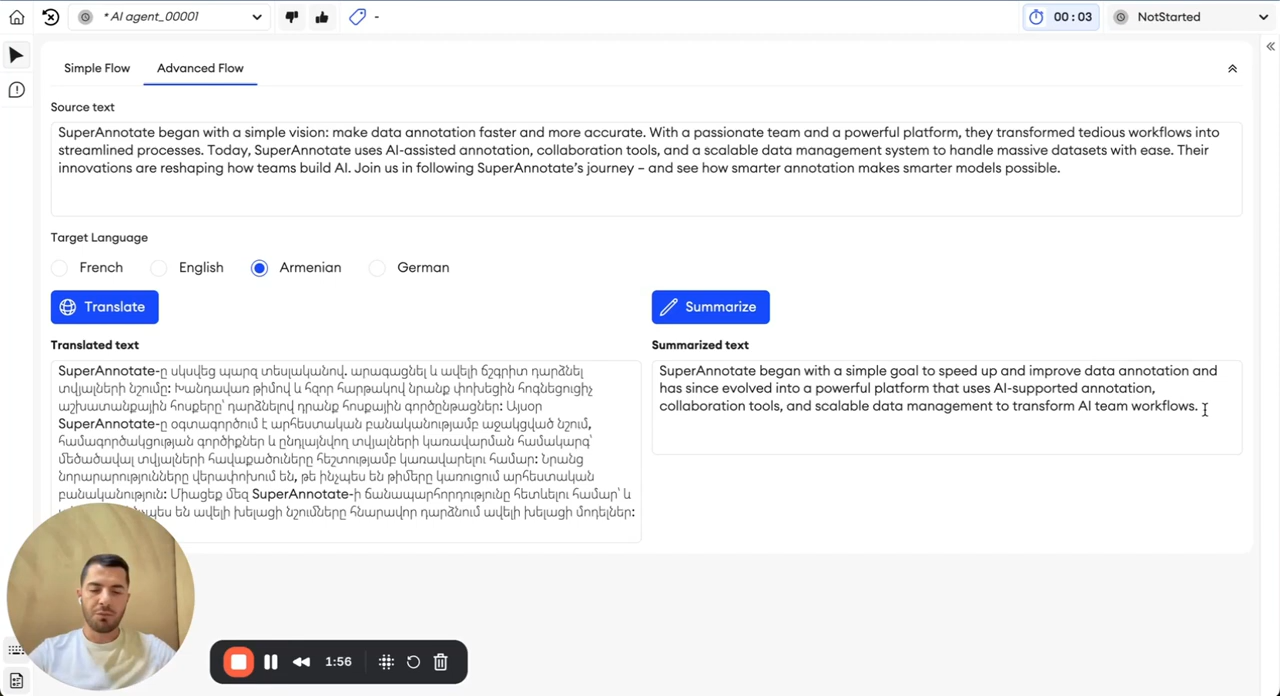 * AI agent_00001
-
00 : 03
NotStarted
Simple Flow
Advanced Flow
Source text
SuperAnnotate began with a simple vision: make data annotation faster and more accurate. With a passionate team and a powerful platform, they transformed tedious workflows into
streamlined processes. Today, SuperAnnotate uses AI-assisted annotation, collaboration tools, and a scalable data management system to handle massive datasets with ease. Their
innovations are reshaping how teams build AI. Join us in following SuperAnnotate's journey – and see how smarter annotation makes smarter models possible.
Target Language
French
English
Armenian
German
Translate
Summarize
Translated text
SuperAnnotate-ը սկսվեց պարզ տեսլականով. արագացնել և ավելի ճշգրիտ դարձնել
տվյալների նշումը: Խանդավառ թիմով և հզոր հարթակով նրանք փոխեցին հոգնեցուցիչ
աշխատանքային հոսքերը՝ դարձնելով դրանք հոսքային գործընթացներ: Այսօր
SuperAnnotate-ը օգտագործում է արհեստական բանականությամբ աջակցված նշում,
համագործակցության գործիքներ և ընդլայնվող տվյալների կառավարման համակարգ՝
մեծածավալ տվյալների հավաքածուները հեշտությամբ կառավարելու համար: Նրանց
նորարարությունները վերափոխում են, թե ինչպես են թիմերը կառուցում արհեստական
բանականություն: Միացեք մեզ SuperAnnotate-ի ճանապարհորդությունը հետևելու համար՝ և
են ավելի խելացի նշումները հնարավոր դարձնում ավելի խելացի մոդելներ:
Summarized text
SuperAnnotate began with a simple goal to speed up and improve data annotation and
has since evolved into a powerful platform that uses AI-supported annotation,
collaboration tools, and scalable data management to transform AI team workflows.
1:56